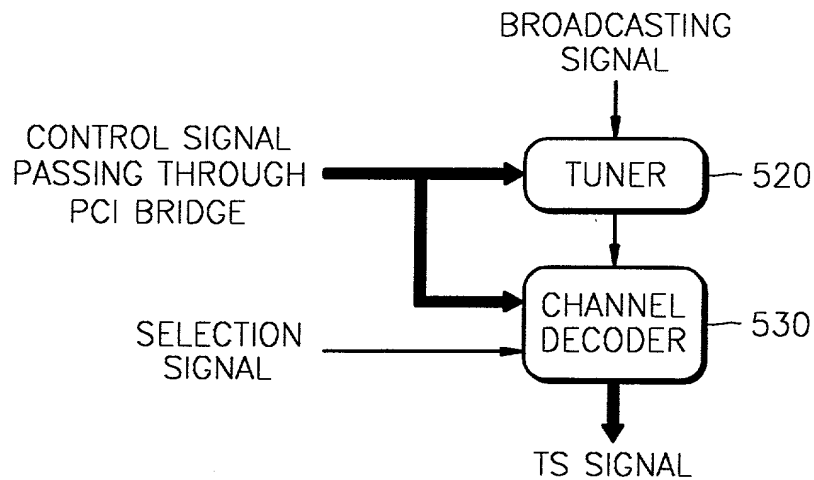 BROADCASTING
SIGNAL
CONTROL SIGNAL
PASSING THROUGH
PCI BRIDGE
TUNER
520
CHANNEL
DECODER
530
SELECTION
SIGNAL
TS SIGNAL